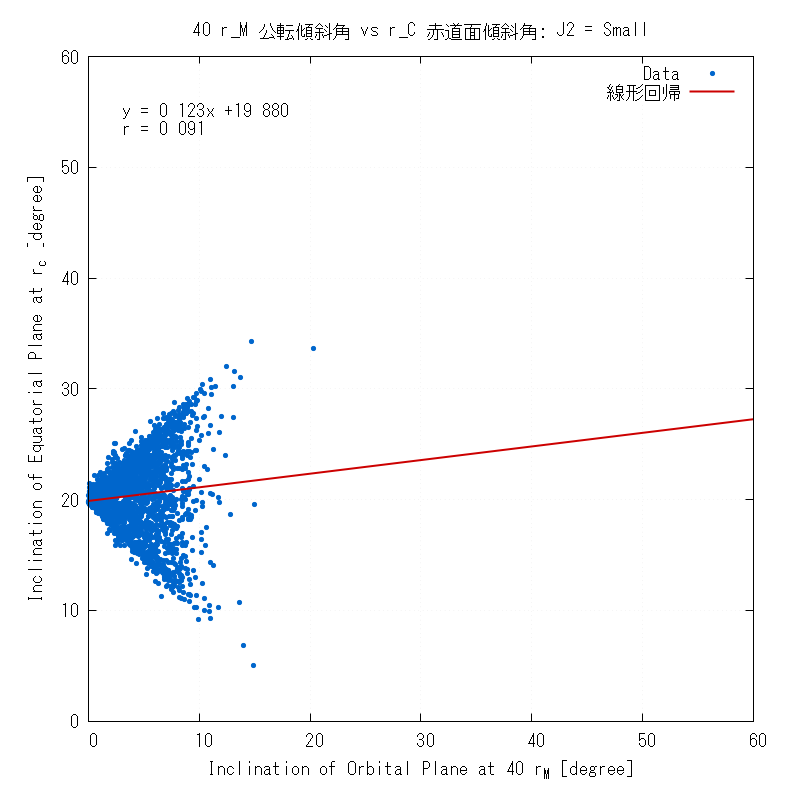 40 r_M 公転傾斜角 vs r_C 赤道面傾斜角: J2 = Small
60
50
40
30
20
10
0
Data
線形回帰
y = 0 123x +19 880
r = 0 091
Inclination of Equatorial Plane at rc [degree]
0
10
20
30
40
50
60
Inclination of Orbital Plane at 40 rM [degree]